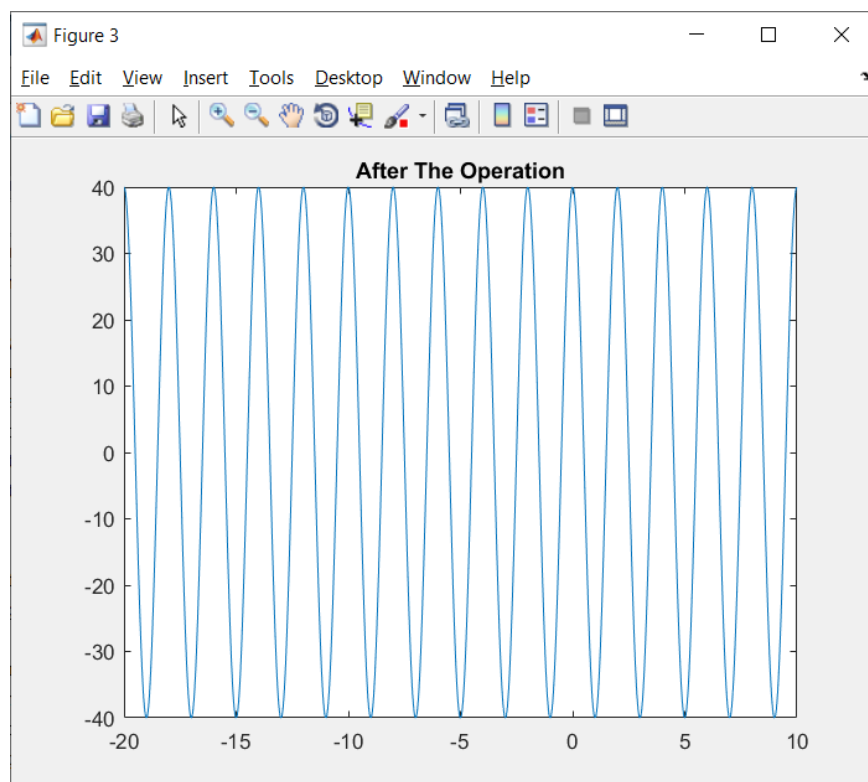 Figure 3
File Edit View Insert Tools Desktop Window Help
After The Operation
40
30
20
10
0
-10
-20
-30
-40
-20 -15 -10 -5 0 5 10